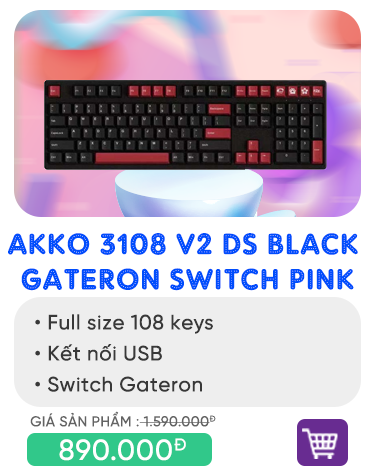 AKKO 3108 V2 DS BLACK
GATERON SWITCH PINK
• Full size 108 keys
• Kết nối USB
• Switch Gateron
GIÁ SẢN PHẨM : 1.590.000Đ
890.000Đ